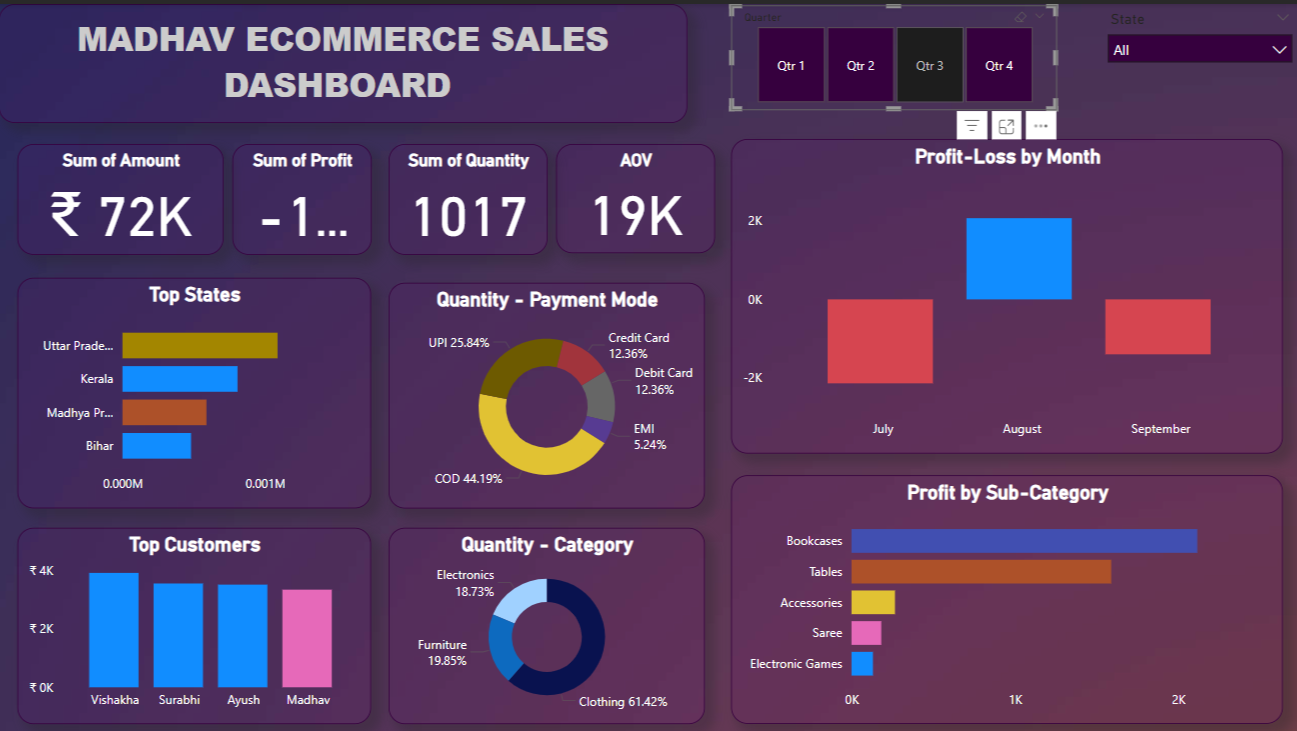 MADHAV ECOMMERCE SALES
DASHBOARD
Quarter
Qtr 1
Qtr 2
Qtr 3
Qtr 4
State
All
Sum of Amount
₹ 72K
Sum of Profit
-1...
Sum of Quantity
1017
AOV
19K
Profit-Loss by Month
2K
0K
-2K
July
August
September
Top States
Uttar Prade...
Kerala
Madhya Pr...
Bihar
0.000M
0.001M
Quantity - Payment Mode
UPI 25.84%
Credit Card
12.36%
Debit Card
12.36%
EMI
5.24%
COD 44.19%
Profit by Sub-Category
Bookcases
Tables
Accessories
Saree
Electronic Games
0K
1K
2K
Top Customers
₹ 4K
₹ 2K
₹ 0K
Vishakha
Surabhi
Ayush
Madhav
Quantity - Category
Electronics
18.73%
Furniture
19.85%
Clothing 61.42%